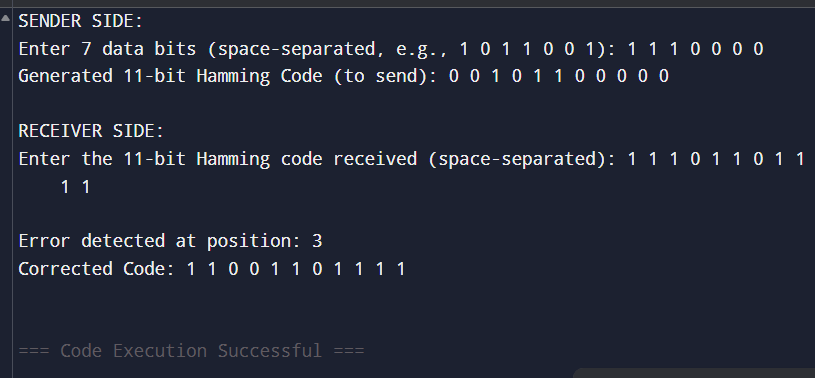 SENDER SIDE:
Enter 7 data bits (space-separated, e.g., 1 0 1 1 0 0 1): 1 1 1 0 0 0 0
Generated 11-bit Hamming Code (to send): 0 0 1 0 1 1 0 0 0 0 0
RECEIVER SIDE:
Enter the 11-bit Hamming code received (space-separated): 1 1 1 0 1 1 0 1 1
1 1
Error detected at position: 3
Corrected Code: 1 1 0 0 1 1 0 1 1 1 1
=== Code Execution Successful ===